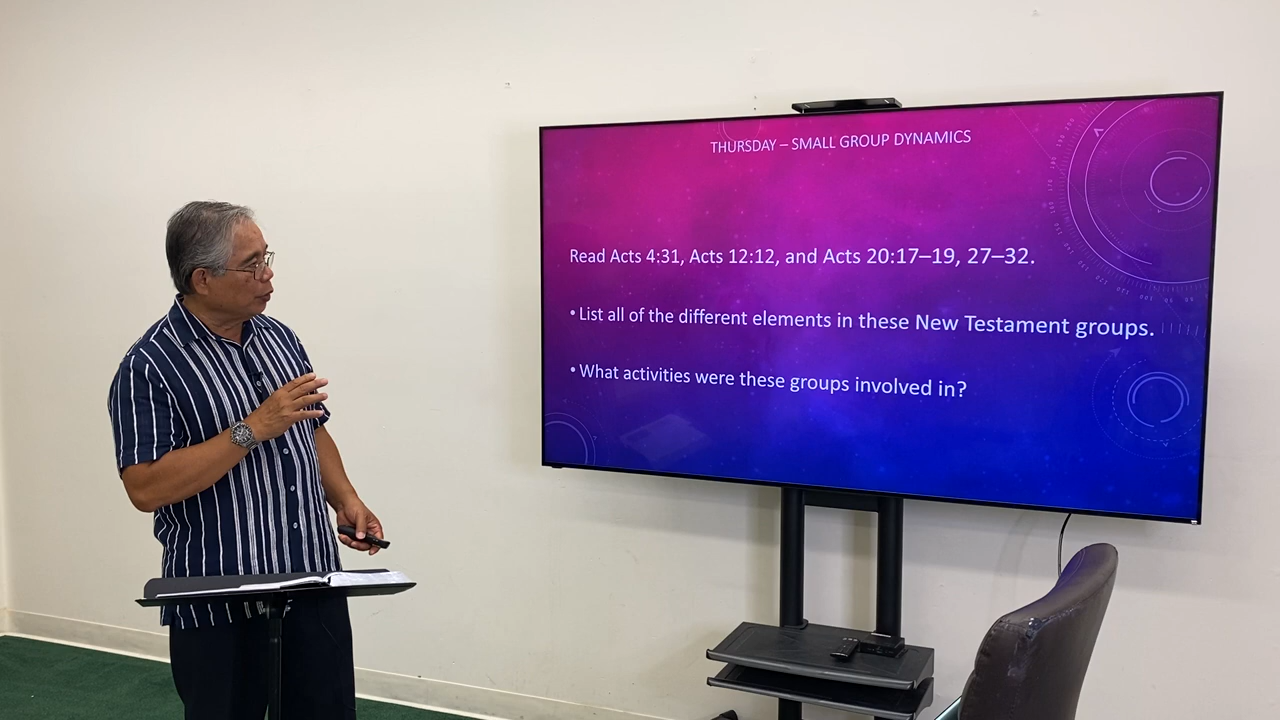 THURSDAY – SMALL GROUP DYNAMICS
Read Acts 4:31, Acts 12:12, and Acts 20:17–19, 27–32.
• List all of the different elements in these New Testament groups.
• What activities were these groups involved in?